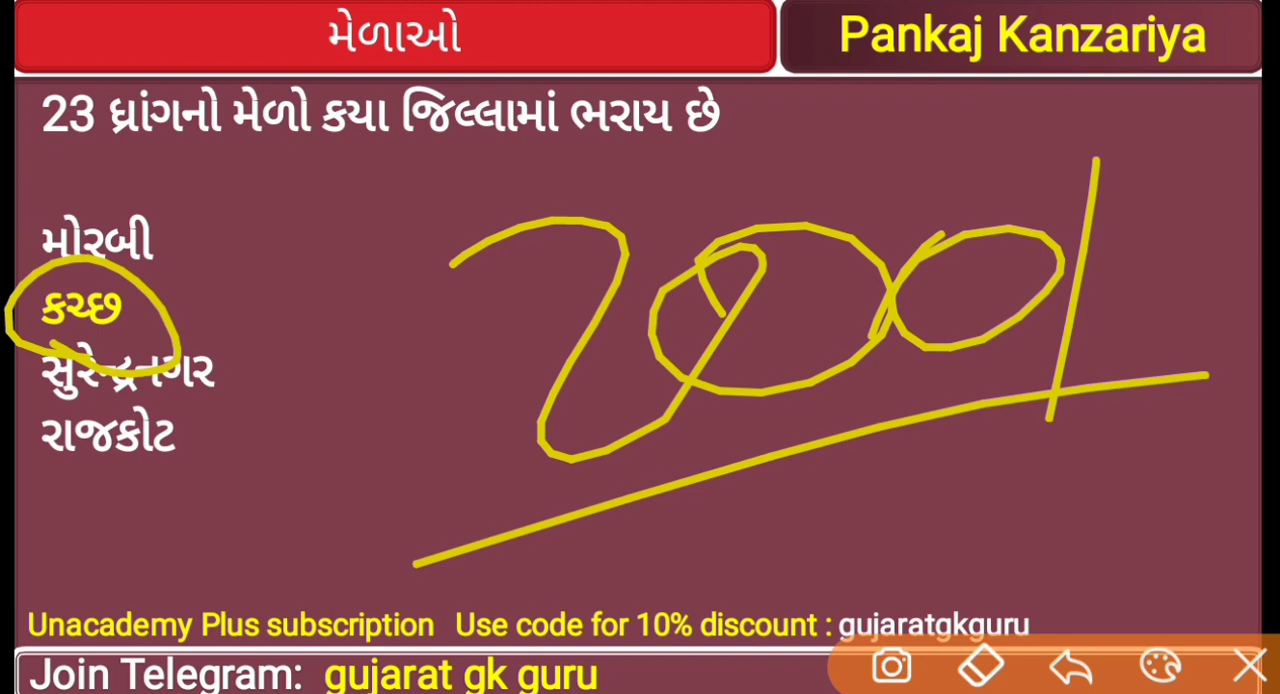 મેળાઓ
Pankaj Kanzariya
23 ધ્રાંગનો મેળો કયા જિલ્લામાં ભરાય છે
મોરબી
કચ્છ
સુરેન્દ્રનગર
રાજકોટ
2001
Unacademy Plus subscription Use code for 10% discount : gujaratgkguru
Join Telegram: gujarat gk guru